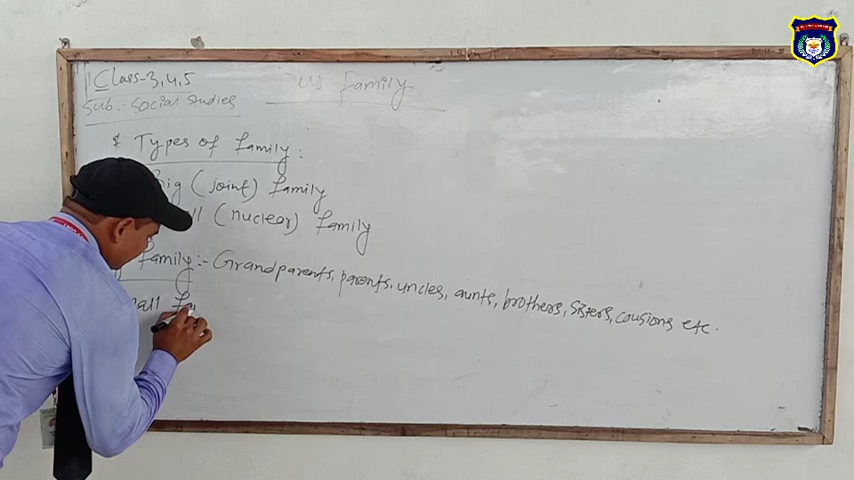 Class-3,4,5
Sub:- Social Studies
family
* Types of family:
(joint) family
(nuclear) family
family:- Grandparents, parents, uncles, aunts, brothers, sisters, cousions etc.